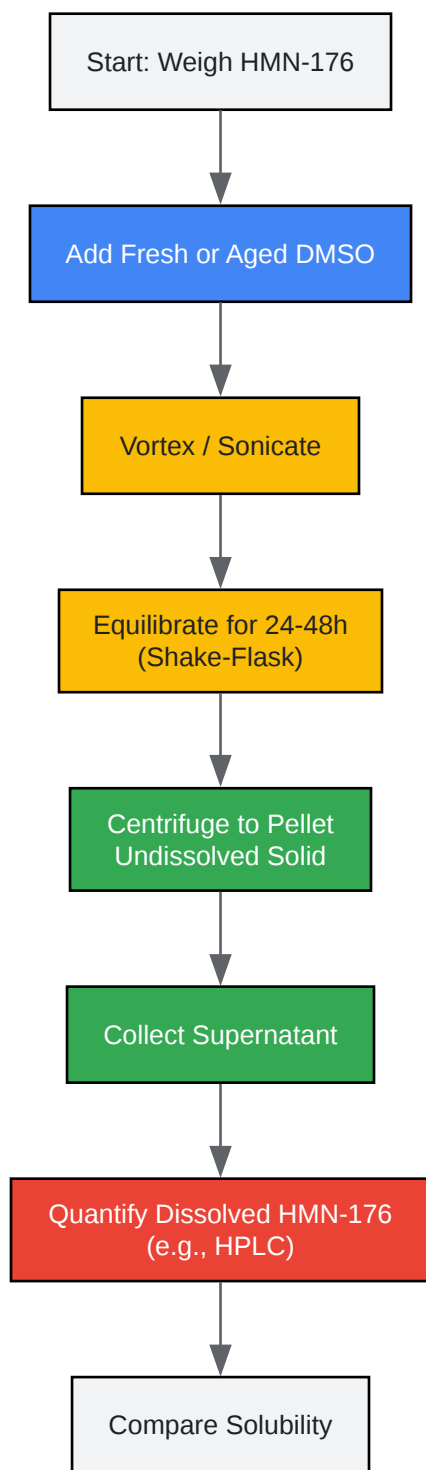 Start: Weigh HMN-176
Add Fresh or Aged DMSO
Vortex / Sonicate
Equilibrate for 24-48h
(Shake-Flask)
Centrifuge to Pellet
Undissolved Solid
Collect Supernatant
Quantify Dissolved HMN-176
(e.g., HPLC)
Compare Solubility